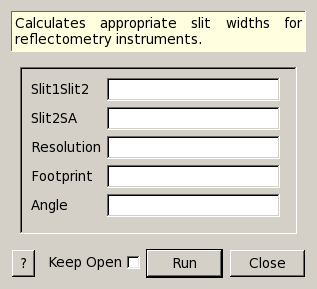 Calculates appropriate slit widths for
reflectometry instruments.
Slit1Slit2
Slit2SA
Resolution
Footprint
Angle
? Keep Open Run Close